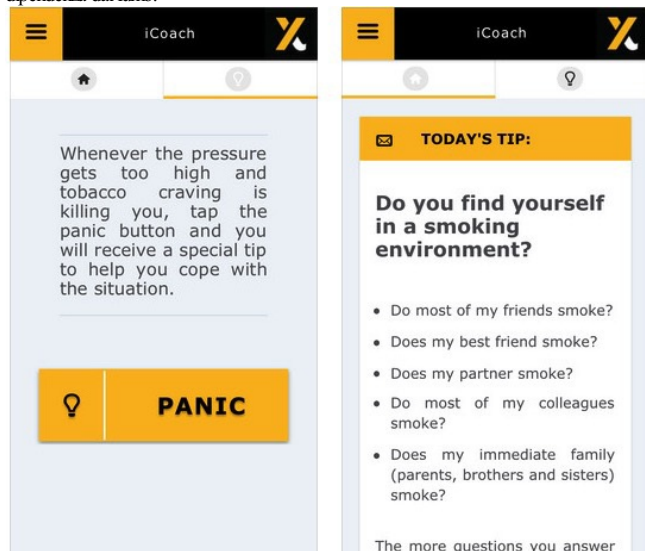 iCoach
Whenever the pressure
gets too high and
tobacco craving is
killing you, tap the
panic button and you
will receive a special tip
to help you cope with
the situation.
PANIC
iCoach
TODAY'S TIP:
Do you find yourself
in a smoking
environment?
• Do most of my friends smoke?
• Does my best friend smoke?
• Does my partner smoke?
• Do most of my colleagues
smoke?
• Does my immediate family
(parents, brothers and sisters)
smoke?
The more questions you answer